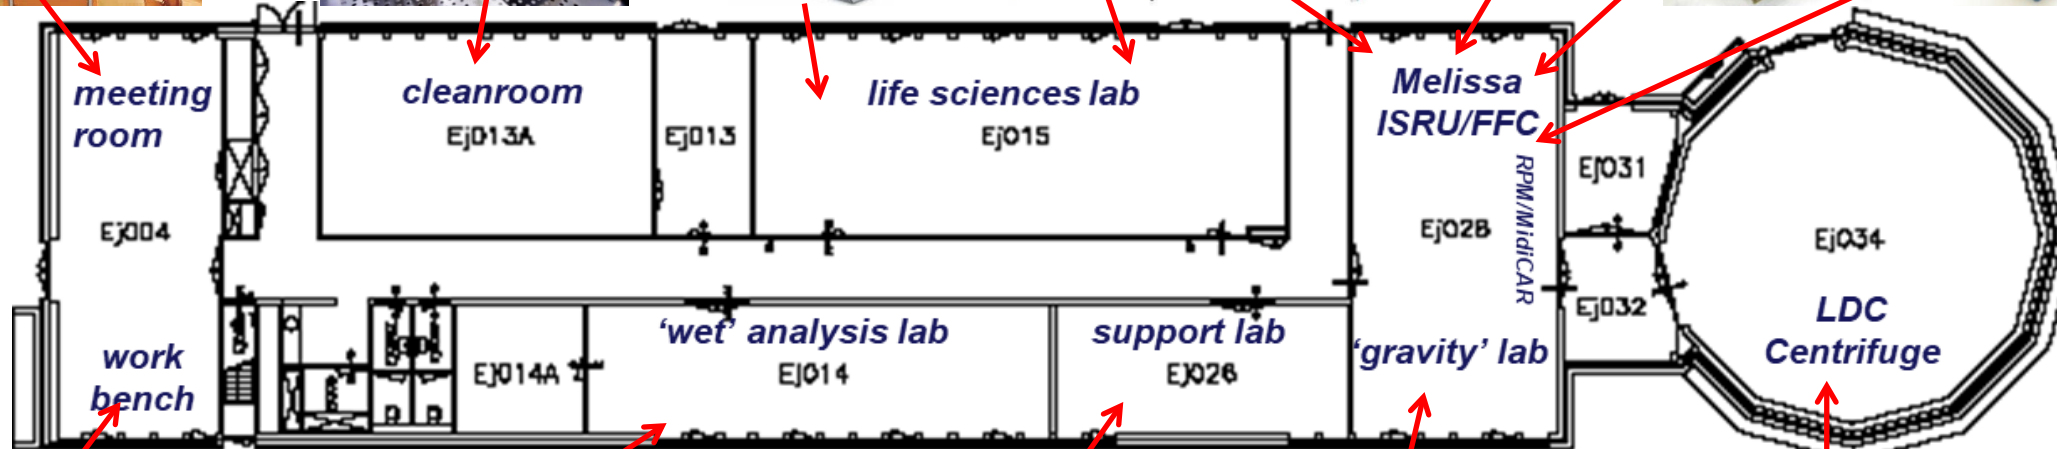 meeting
room
cleanroom
life sciences lab
Melissa
ISRU/FFC
Ej013A
Ej013
Ej015
RPM/MidiCAR
Ej031
Ej004
Ej028
Ej034
Ej032
work
bench
‘wet’ analysis lab
support lab
‘gravity’ lab
LDC
Centrifuge
Ej014A
Ej014
Ej026